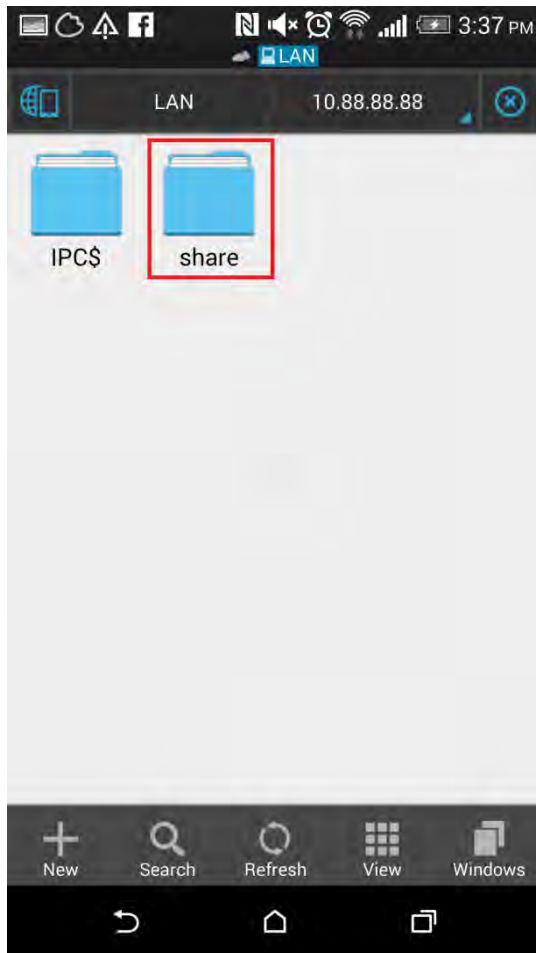 3:37 PM
LAN
LAN 10.88.88.88
IPC$ share
New Search Refresh View Windows